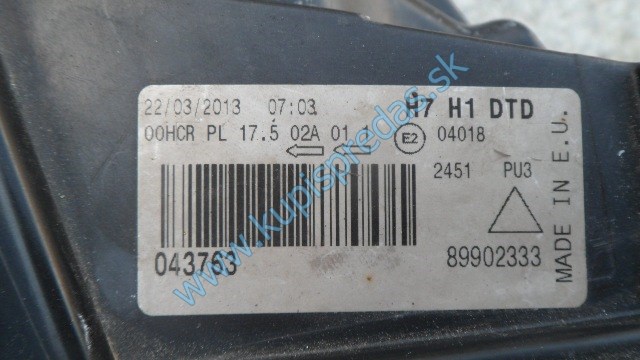 22/03/2013 07:03 H7 H1 DTD
00HCR PL 17.5 02A 01 E2 04018
2451 PU3
043763 89902333
MADE IN E.U.
www.kupispredas.sk